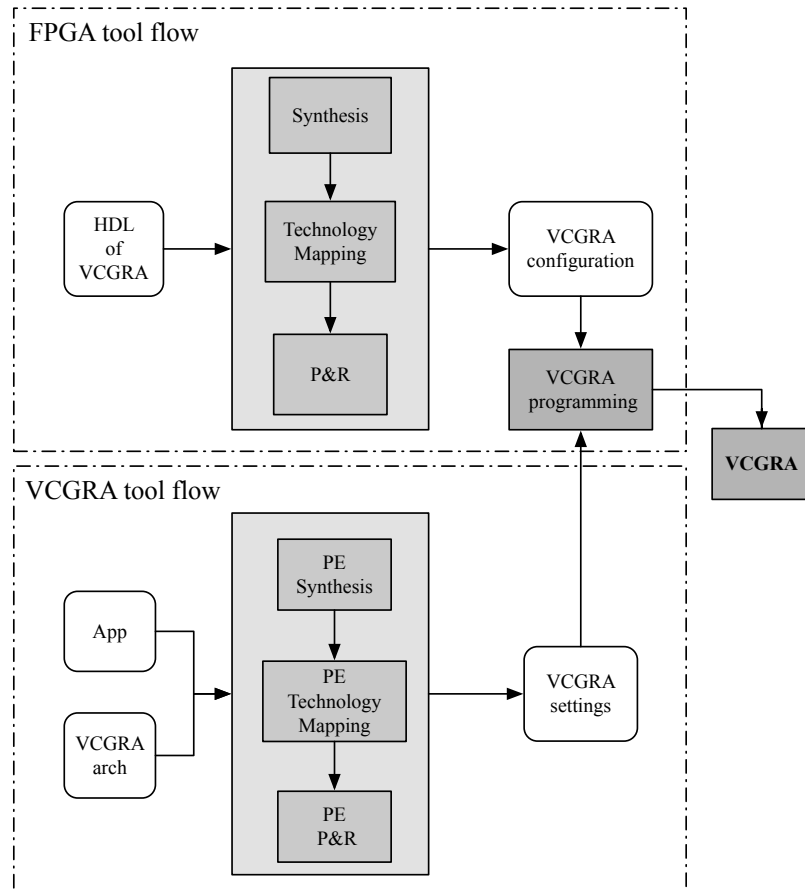 FPGA tool flow
Synthesis
HDL
of
VCGRA
Technology
Mapping
P&R
VCGRA
configuration
VCGRA
programming
VCGRA
VCGRA tool flow
App
VCGRA
arch
PE
Synthesis
PE
Technology
Mapping
PE
P&R
VCGRA
settings